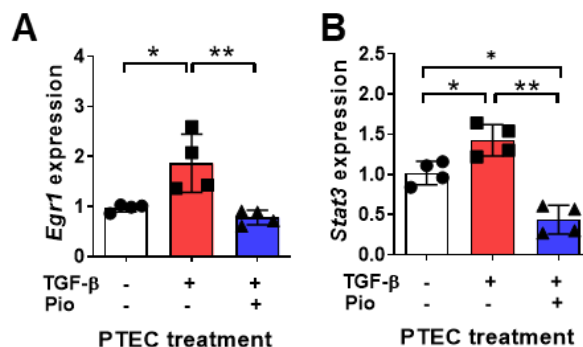 A
* **
4
3
2
1
0
Egr1 expression
TGF-β - + +
Pio - - +
PTEC treatment
B
*
* **
2.5
2.0
1.5
1.0
0.5
0.0
Stat3 expression
TGF-β - + +
Pio - - +
PTEC treatment